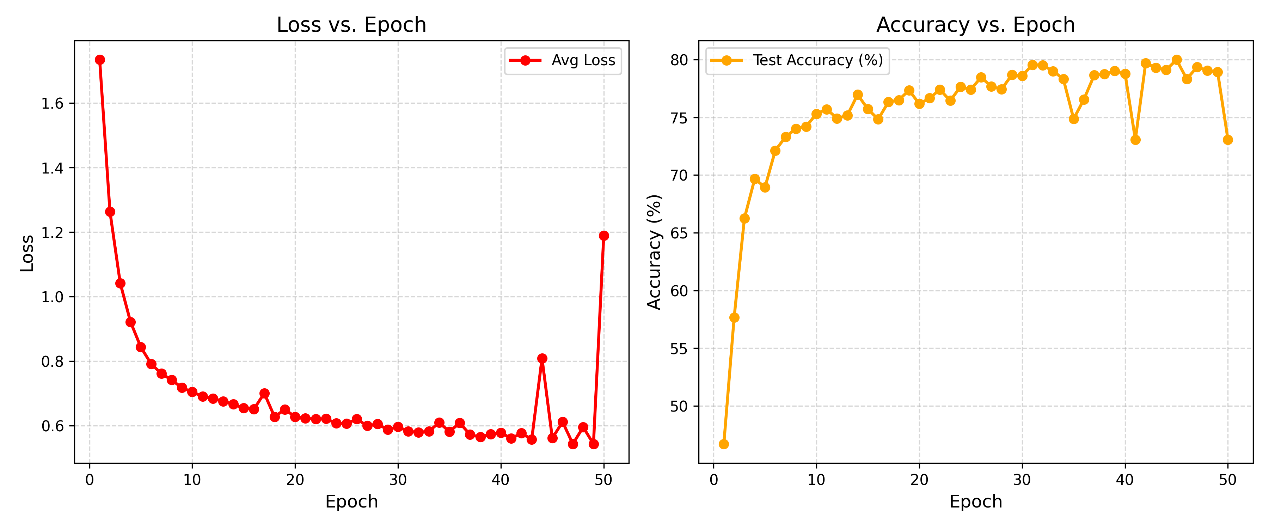 Loss vs. Epoch
Avg Loss
Loss
1.6
1.4
1.2
1.0
0.8
0.6
0 10 20 30 40 50
Epoch
Accuracy vs. Epoch
Test Accuracy (%)
Accuracy (%)
80
75
70
65
60
55
50
0 10 20 30 40 50
Epoch